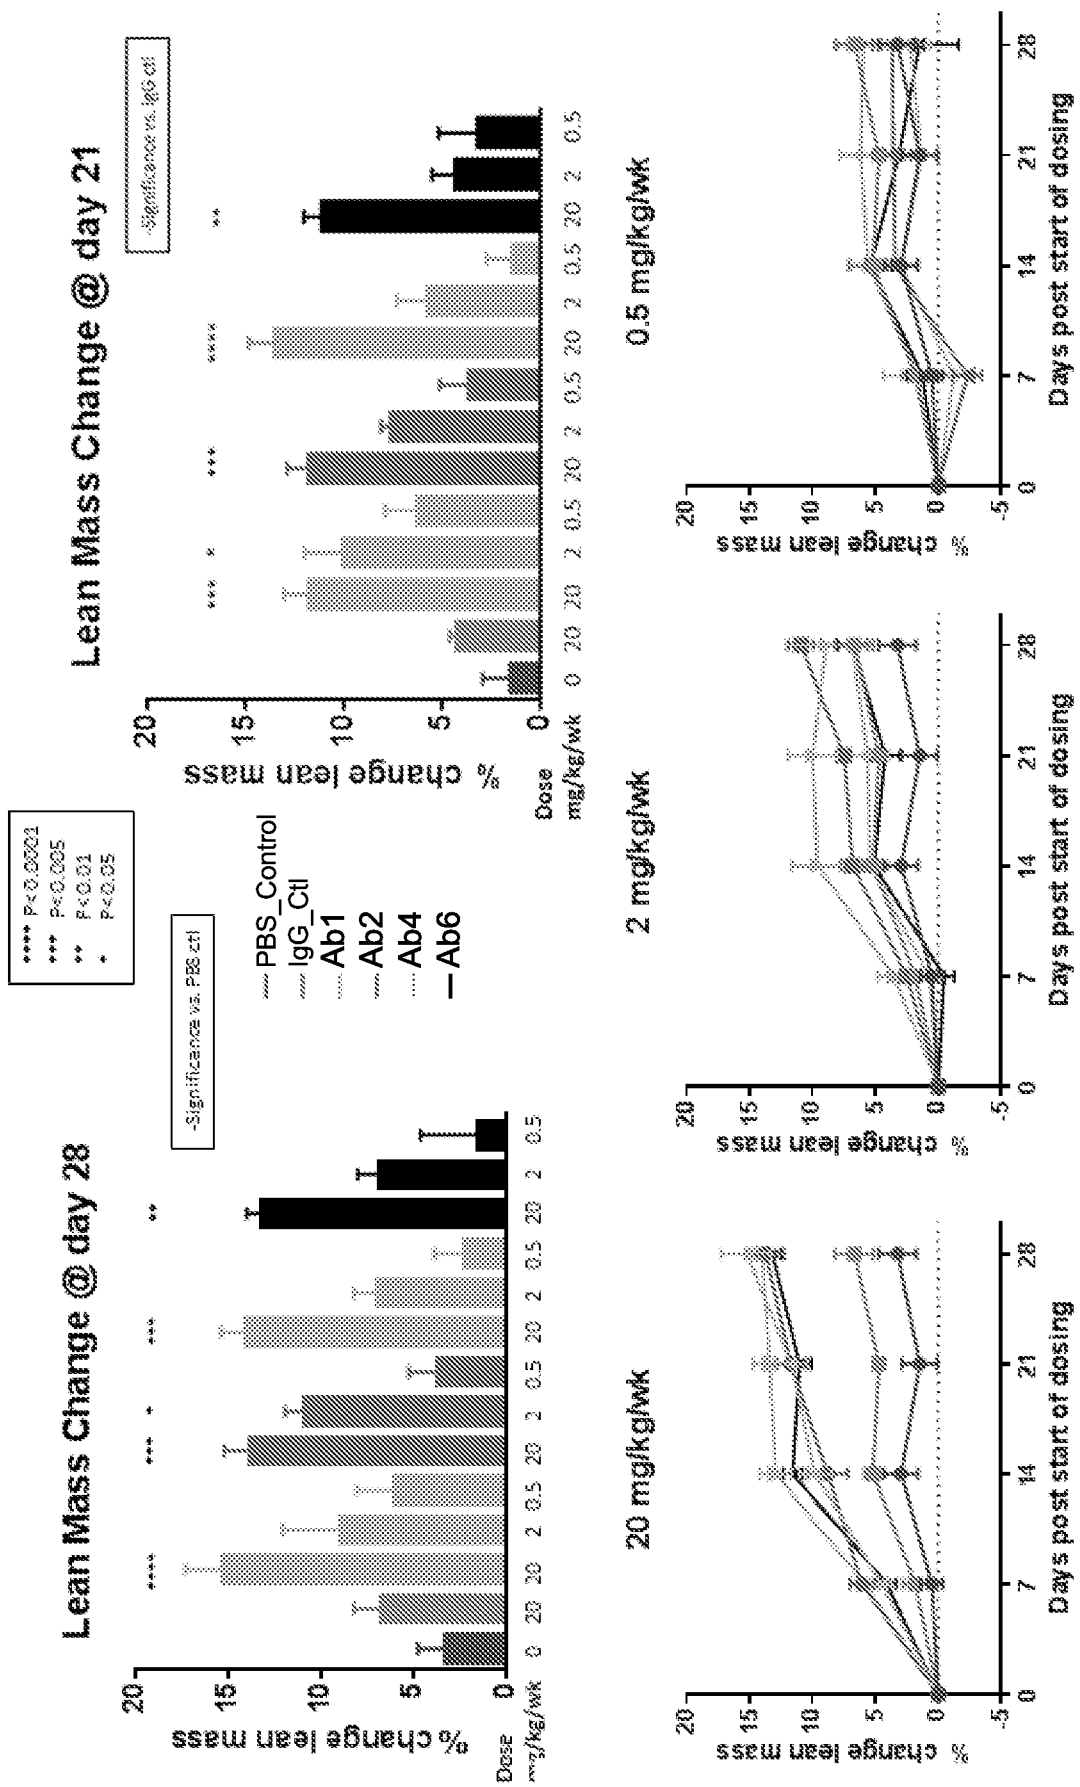 Lean Mass Change @ day 28
-Significance vs. PBS ctl
% change lean mass
20
15
10
5
0
Dose
mg/kg/wk
0 20 20 2 0.5 20 2 0.5 20 2 0.5 20 2 0.5
**** *** * *** **
**** P<0.0001
*** P<0.005
** P<0.01
* P<0.05
PBS_Control
IgG_Ctl
Ab1
Ab2
Ab4
Ab6
Lean Mass Change @ day 21
-Significance vs. IgG ctl
% change lean mass
20
15
10
5
0
Dose
mg/kg/wk
0 20 20 2 0.5 20 2 0.5 20 2 0.5 20 2 0.5
*** * *** **** **
20 mg/kg/wk
% change lean mass
20
15
10
5
0
-5
0 7 14 21 28
Days post start of dosing
2 mg/kg/wk
% change lean mass
20
15
10
5
0
-5
0 7 14 21 28
Days post start of dosing
0.5 mg/kg/wk
% change lean mass
20
15
10
5
0
-5
0 7 14 21 28
Days post start of dosing